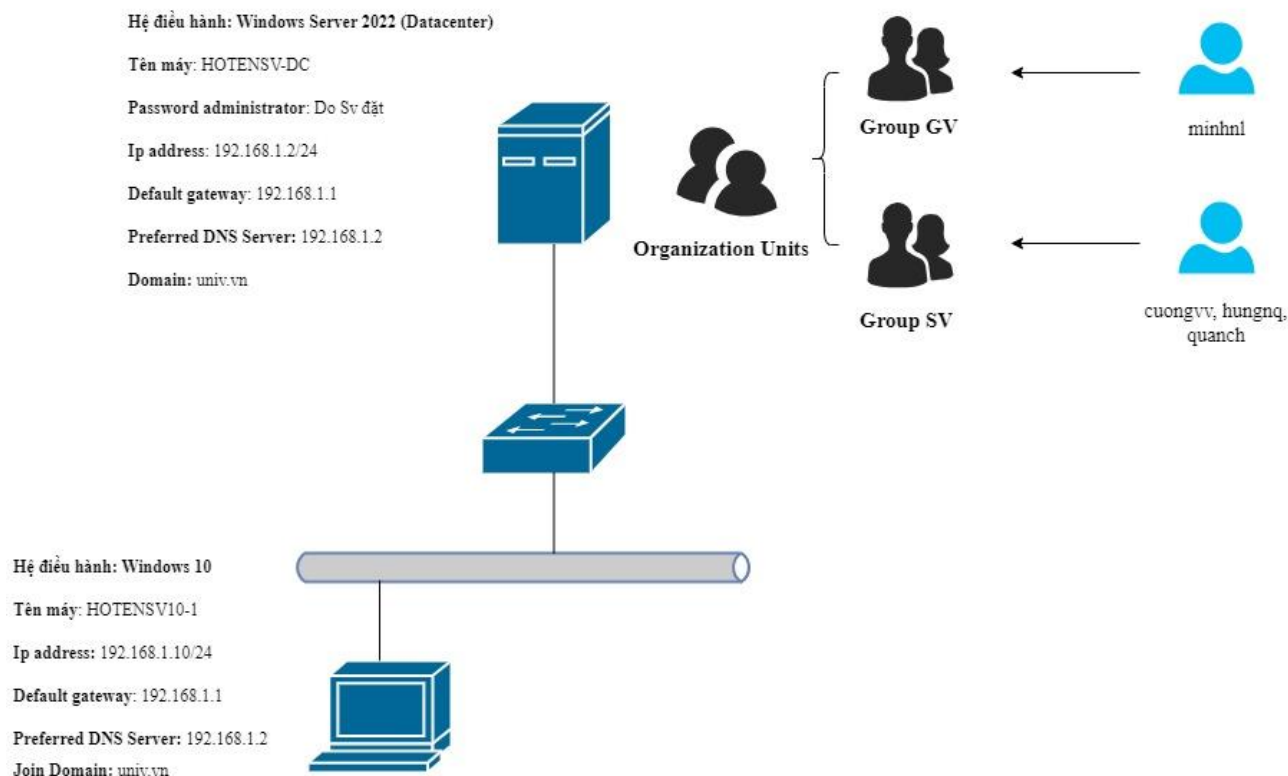 Hệ điều hành: Windows Server 2022 (Datacenter)
Tên máy: HOTENSV-DC
Password administrator: Do Sv đặt
Ip address: 192.168.1.2/24
Default gateway: 192.168.1.1
Preferred DNS Server: 192.168.1.2
Domain: univ.vn
Organization Units
Group GV
minhnl
Group SV
cuongvv, hungnq,
quanch
Hệ điều hành: Windows 10
Tên máy: HOTENSV10-1
Ip address: 192.168.1.10/24
Default gateway: 192.168.1.1
Preferred DNS Server: 192.168.1.2
Join Domain: univ.vn